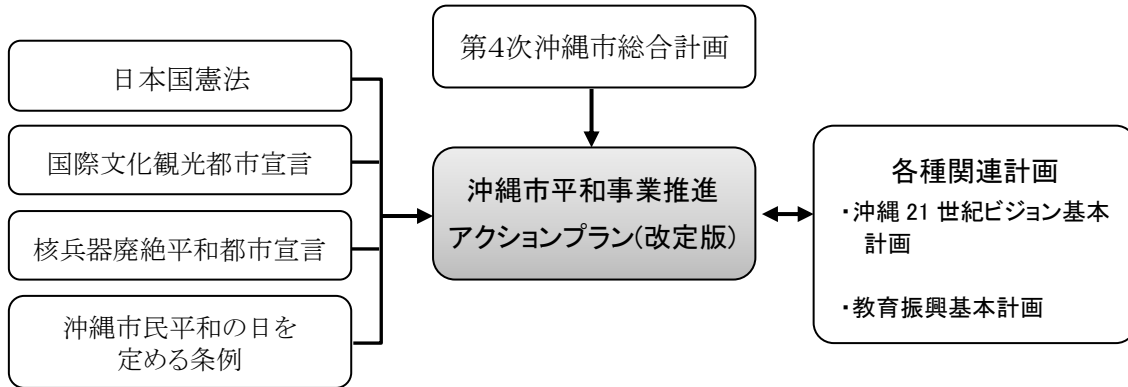 第4次沖縄市総合計画
日本国憲法
国際文化観光都市宣言
核兵器廃絶平和都市宣言
沖縄市民平和の日を
定める条例
沖縄市平和事業推進
アクションプラン(改定版)
各種関連計画
・沖縄 21 世紀ビジョン基本
計画
・教育振興基本計画